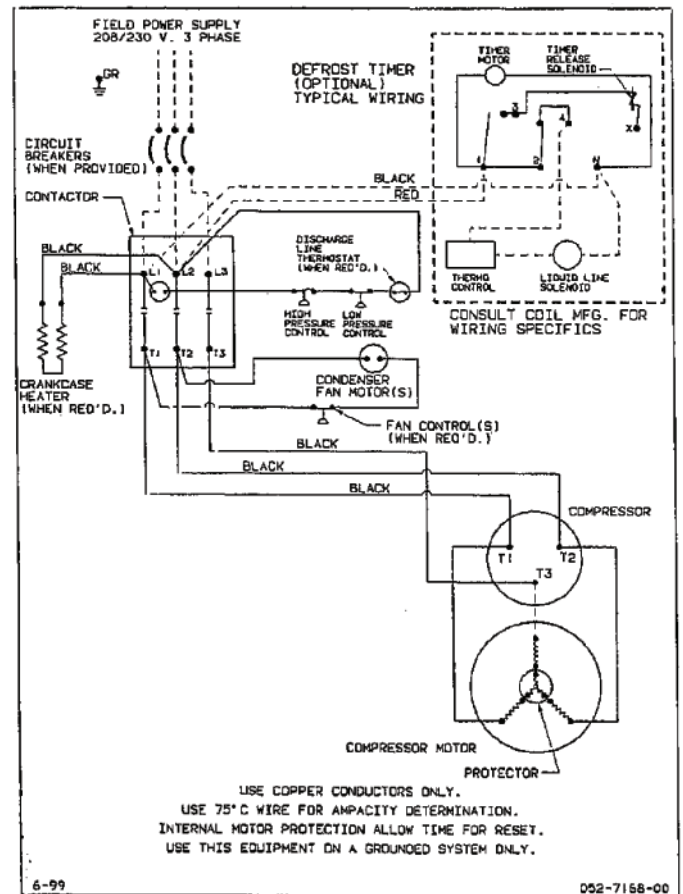 FIELD POWER SUPPLY
208/230 V. 3 PHASE
GR
CIRCUIT
BREAKERS
(WHEN PROVIDED)
CONTACTOR
DEFROST TIMER
(OPTIONAL)
TYPICAL WIRING
TIMER
MOTOR
TIMER
RELEASE
SOLENOID
3
4
X
1
2
N
BLACK
RED
THERMO
CONTROL
LIQUID LINE
SOLENOID
CONSULT COIL MFG. FOR
WIRING SPECIFICS
BLACK
BLACK
L1
L2
L3
DISCHARGE
LINE
THERMOSTAT
(WHEN REQ'D.)
HIGH
PRESSURE
CONTROL
LOW
PRESSURE
CONTROL
T1
T2
T3
CRANKCASE
HEATER
(WHEN REQ'D.)
CONDENSER
FAN MOTOR(S)
FAN CONTROL(S)
(WHEN REQ'D.)
BLACK
BLACK
BLACK
COMPRESSOR
T1
T2
T3
COMPRESSOR MOTOR
PROTECTOR
USE COPPER CONDUCTORS ONLY.
USE 75°C WIRE FOR AMPACITY DETERMINATION.
INTERNAL MOTOR PROTECTION ALLOW TIME FOR RESET.
USE THIS EQUIPMENT ON A GROUNDED SYSTEM ONLY.
6-99
052-7168-00